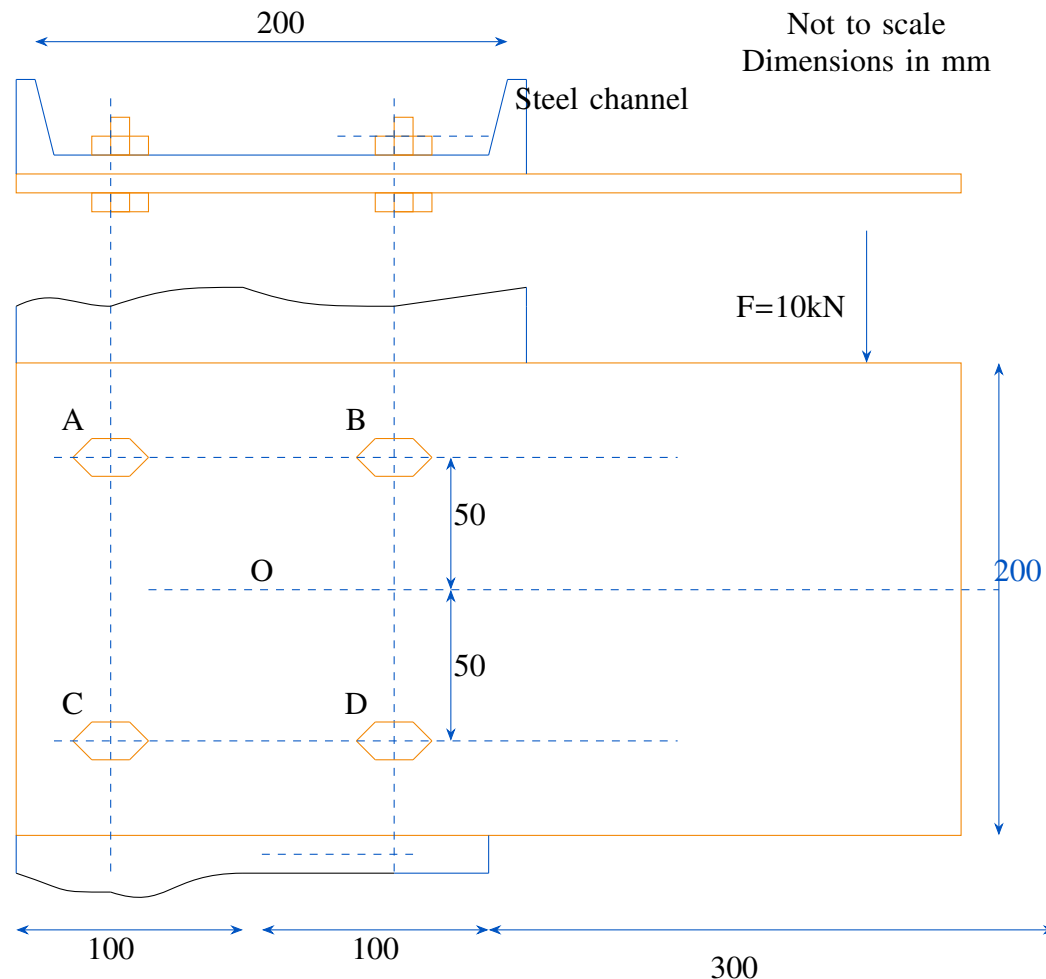 200
Not to scale
Dimensions in mm
Steel channel
F=10kN
A
B
50
O
200
50
C
D
100
100
300